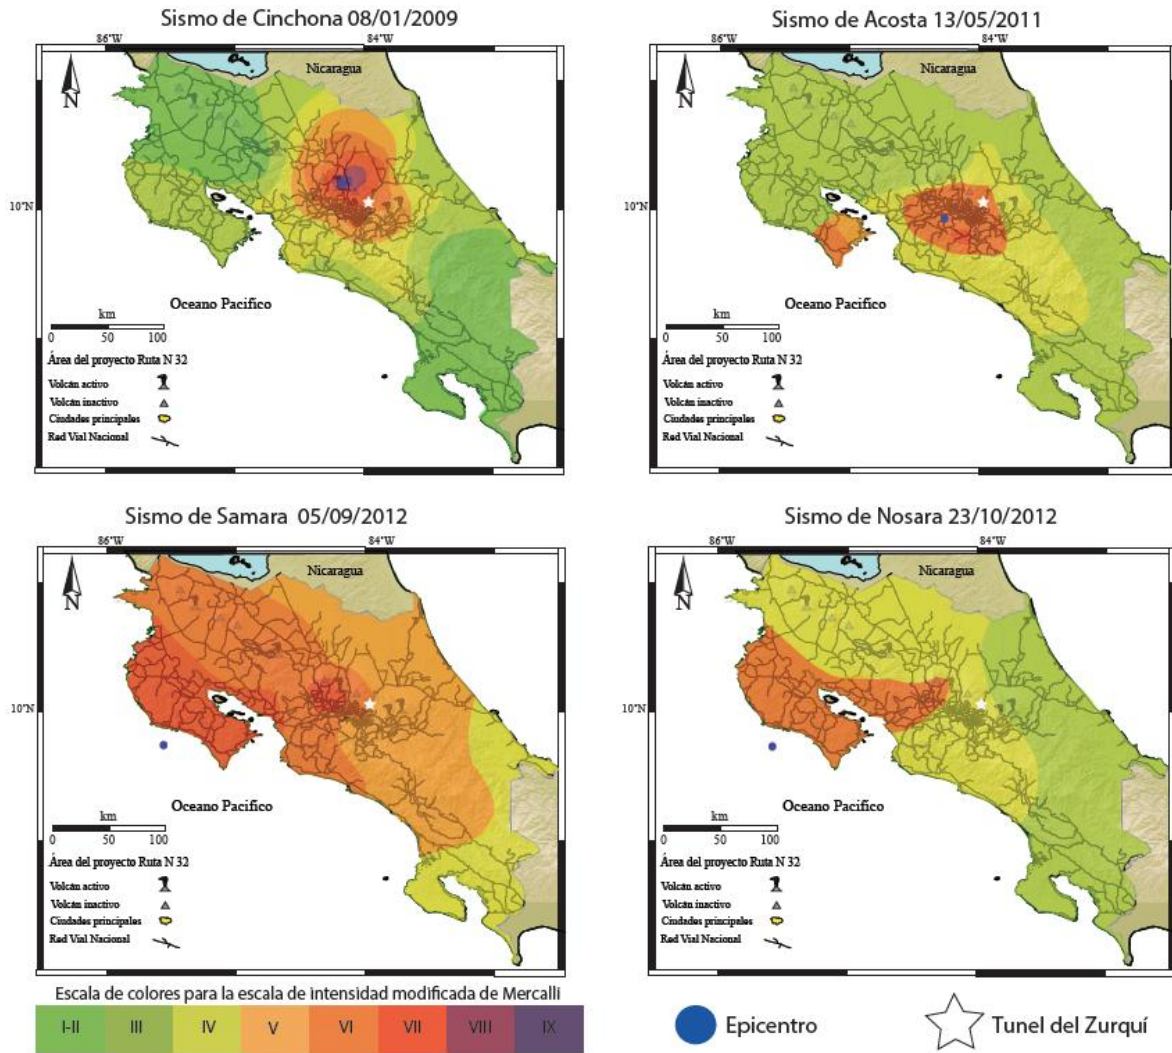 Sismo de Cinchona 08/01/2009
86°W
84°W
Nicaragua
N
10°N
Oceano Pacifico
km
0 50 100
Área del proyecto Ruta N 32
Volcán activo
Volcán inactivo
Ciudades principales
Red Vial Nacional
Sismo de Acosta 13/05/2011
86°W
84°W
Nicaragua
N
10°N
Oceano Pacifico
km
0 50 100
Área del proyecto Ruta N 32
Volcán activo
Volcán inactivo
Ciudades principales
Red Vial Nacional
Sismo de Samara 05/09/2012
86°W
84°W
Nicaragua
N
10°N
Oceano Pacifico
km
0 50 100
Área del proyecto Ruta N 32
Volcán activo
Volcán inactivo
Ciudades principales
Red Vial Nacional
Sismo de Nosara 23/10/2012
86°W
84°W
Nicaragua
N
10°N
Oceano Pacifico
km
0 50 100
Área del proyecto Ruta N 32
Volcán activo
Volcán inactivo
Ciudades principales
Red Vial Nacional
Escala de colores para la escala de intensidad modificada de Mercalli
I-II III IV V VI VII VIII IX
Epicentro
Tunel del Zurquí